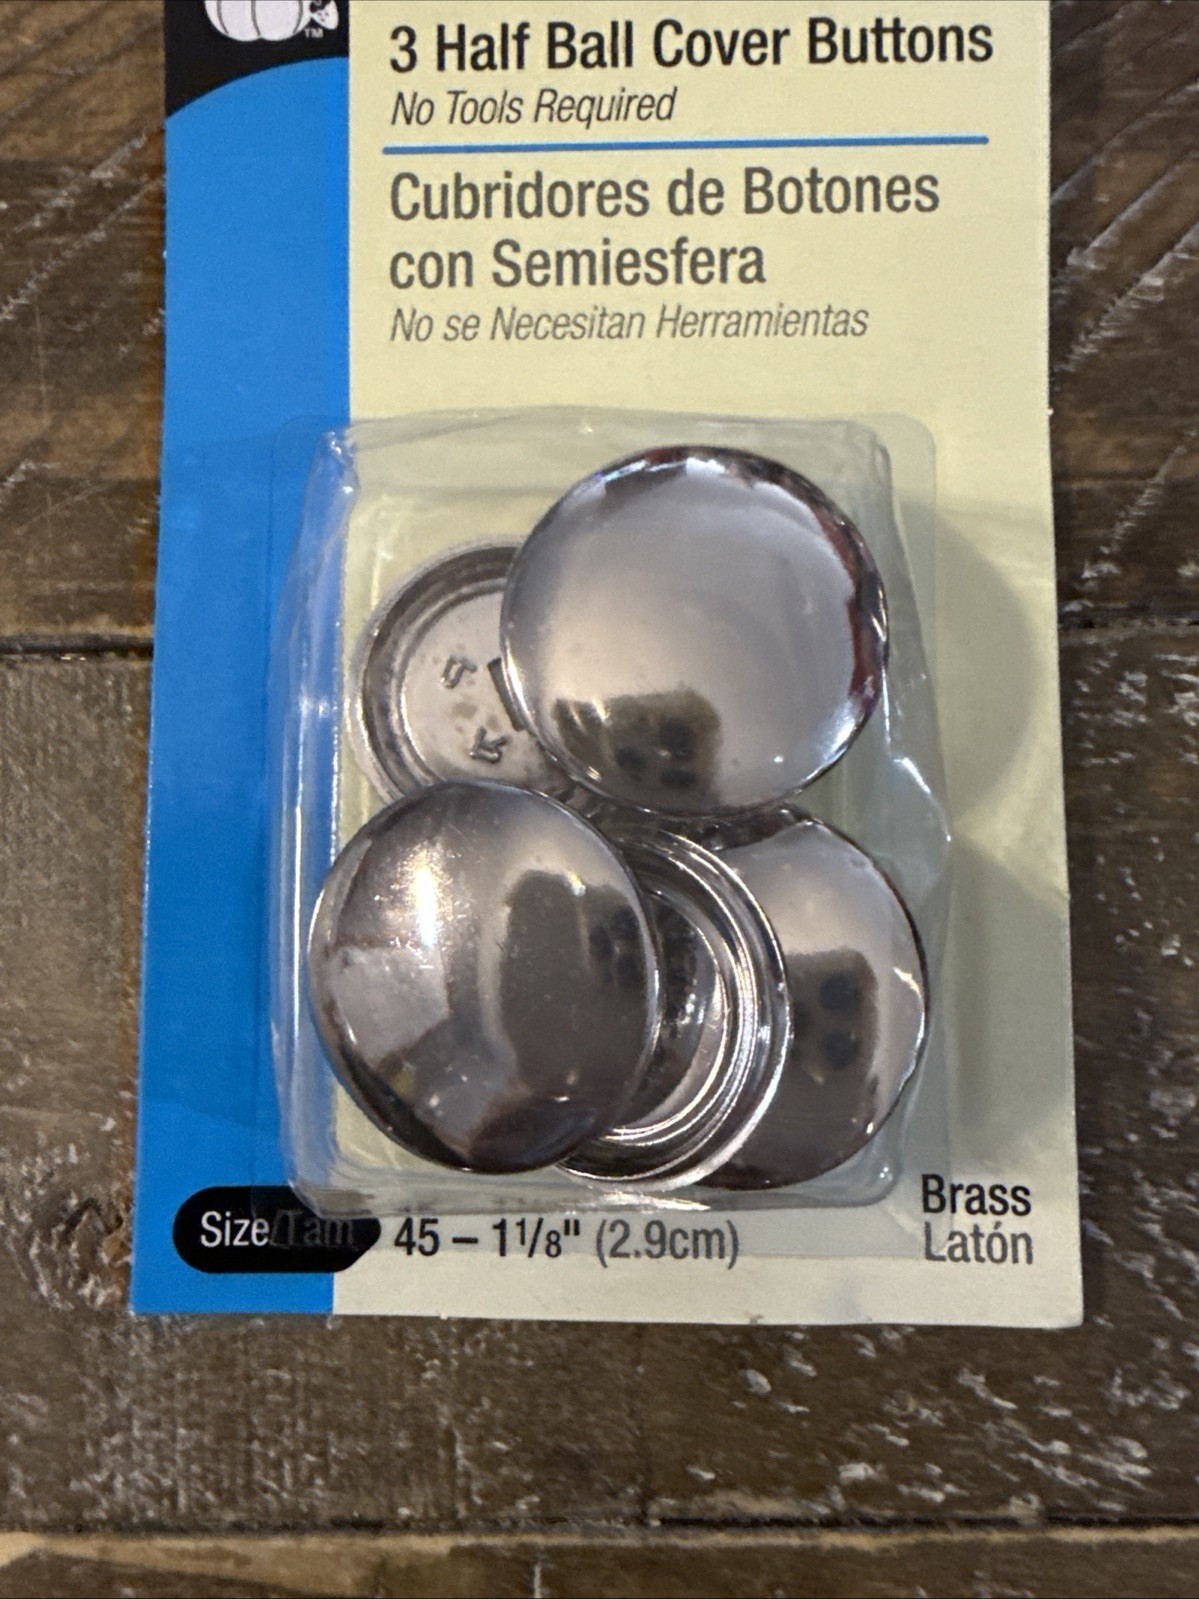 TM
3 Half Ball Cover Buttons
No Tools Required
Cubridores de Botones
con Semiesfera
No se Necesitan Herramientas
Size/Tam 45 – 1 1/8" (2.9cm)
Brass
Latón